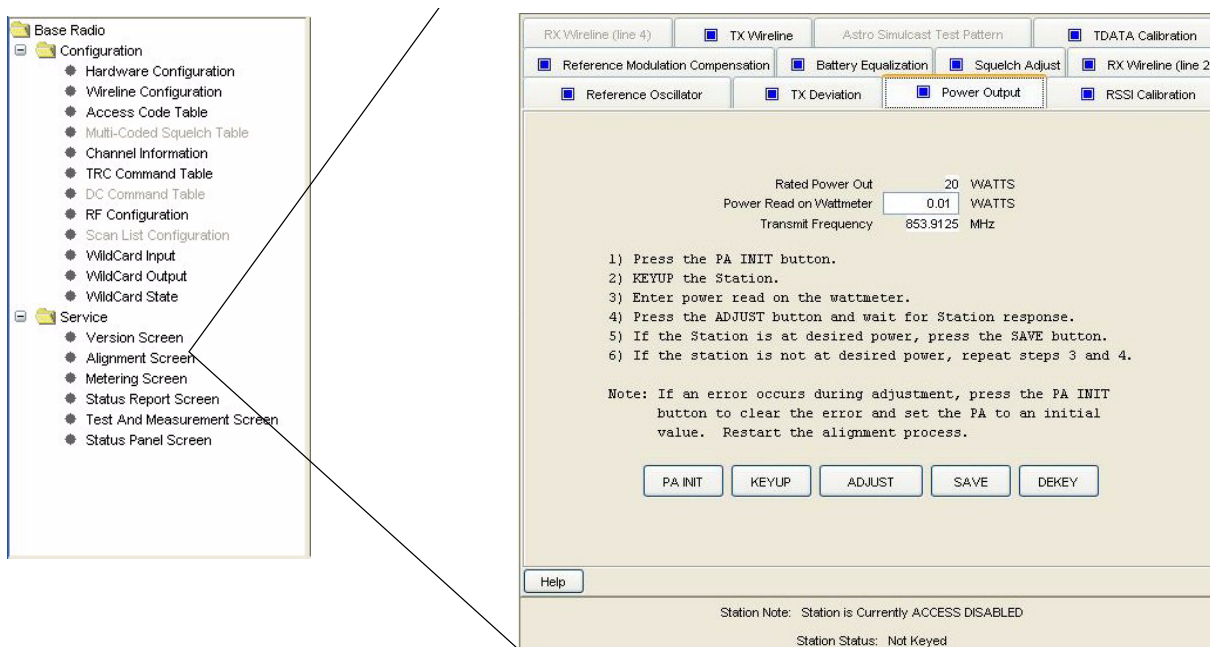 Base Radio
Configuration
Hardware Configuration
Wireline Configuration
Access Code Table
Multi-Coded Squelch Table
Channel Information
TRC Command Table
DC Command Table
RF Configuration
Scan List Configuration
WildCard Input
WildCard Output
WildCard State
Service
Version Screen
Alignment Screen
Metering Screen
Status Report Screen
Test And Measurement Screen
Status Panel Screen
RX Wireline (line 4) TX Wireline Astro Simulcast Test Pattern TDATA Calibration
Reference Modulation Compensation Battery Equalization Squelch Adjust RX Wireline (line 2
Reference Oscillator TX Deviation Power Output RSSI Calibration
Rated Power Out 20 WATTS
Power Read on Wattmeter 0.01 WATTS
Transmit Frequency 853.9125 MHz
1) Press the PA INIT button.
2) KEYUP the Station.
3) Enter power read on the wattmeter.
4) Press the ADJUST button and wait for Station response.
5) If the Station is at desired power, press the SAVE button.
6) If the station is not at desired power, repeat steps 3 and 4.
Note: If an error occurs during adjustment, press the PA INIT
button to clear the error and set the PA to an initial
value. Restart the alignment process.
PA INIT KEYUP ADJUST SAVE DEKEY
Help
Station Note: Station is Currently ACCESS DISABLED
Station Status: Not Keyed